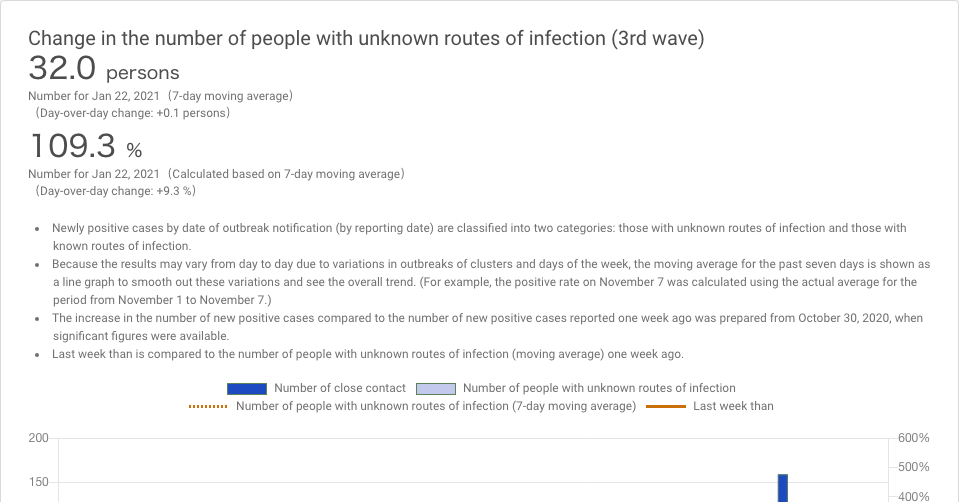 Change in the number of people with unknown routes of infection (3rd wave)
32.0 persons
Number for Jan 22, 2021（7-day moving average）
（Day-over-day change: +0.1 persons）
109.3 %
Number for Jan 22, 2021（Calculated based on 7-day moving average）
（Day-over-day change: +9.3 %）
• Newly positive cases by date of outbreak notification (by reporting date) are classified into two categories: those with unknown routes of infection and those with
known routes of infection.
• Because the results may vary from day to day due to variations in outbreaks of clusters and days of the week, the moving average for the past seven days is shown as
a line graph to smooth out these variations and see the overall trend. (For example, the positive rate on November 7 was calculated using the actual average for the
period from November 1 to November 7.)
• The increase in the number of new positive cases compared to the number of new positive cases reported one week ago was prepared from October 30, 2020, when
significant figures were available.
• Last week than is compared to the number of people with unknown routes of infection (moving average) one week ago.
Number of close contact Number of people with unknown routes of infection
Number of people with unknown routes of infection (7-day moving average) Last week than
200 600%
500%
150
400%